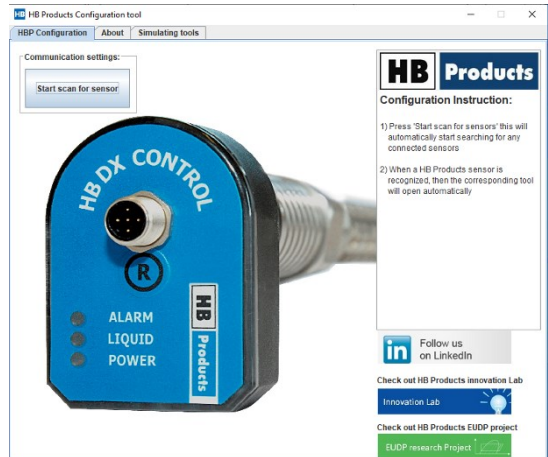 HB HB Products Configuration tool
HBP Configuration About Simulating tools
Communication settings:
Start scan for sensor
HB DX CONTROL
R
ALARM
LIQUID
POWER
HB
Products
HB Products
Configuration Instruction:
1) Press 'Start scan for sensors' this will
automatically start searching for any
connected sensors
2) When a HB Products sensor is
recognized, then the corresponding tool
will open automatically
in
Follow us
on LinkedIn
Check out HB Products innovation Lab
Innovation Lab
Check out HB Products EUDP project
EUDP research Project